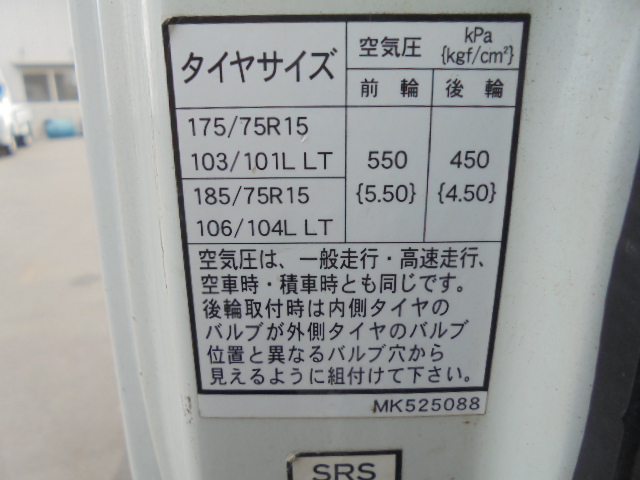 タイヤサイズ
空気圧 kPa {kgf/cm²}
前輪 後輪
175/75R15
103/101L LT
185/75R15
106/104L LT
550 {5.50}
450 {4.50}
空気圧は、一般走行・高速走行、
空車時・積車時とも同じです。
後輪取付時は内側タイヤの
バルブが外側タイヤのバルブ
位置と異なるバルブ穴から
見えるように組付けて下さい。
MK525088
SRS